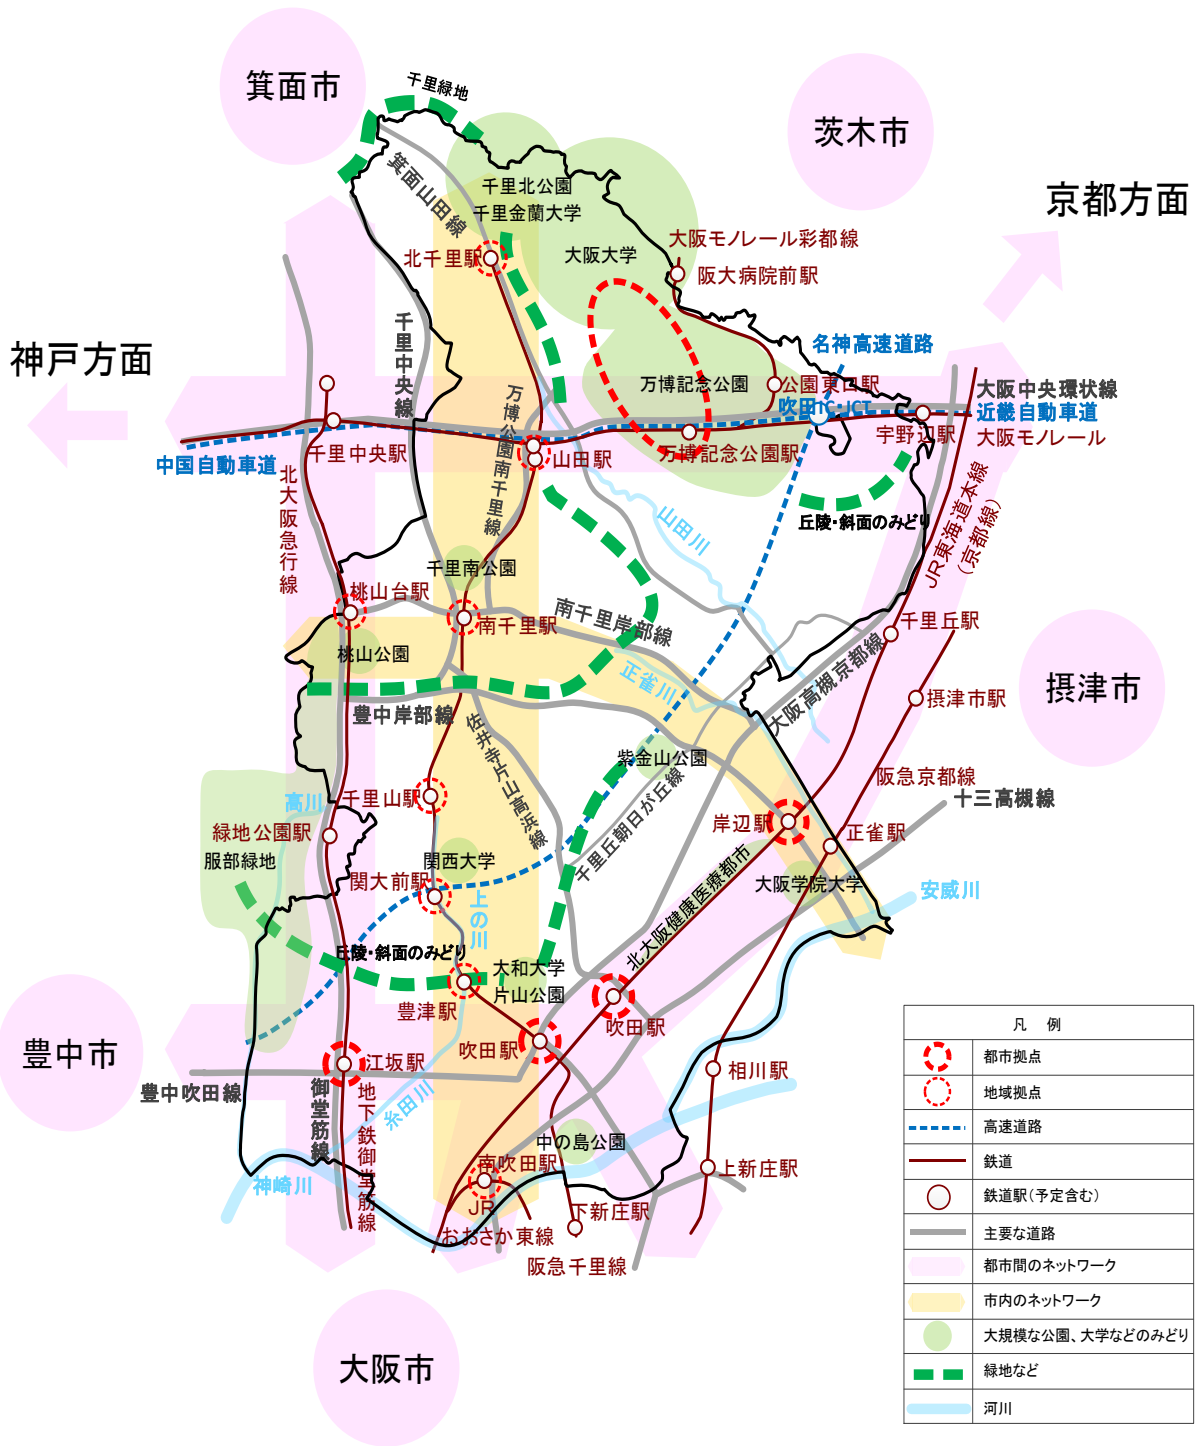 箕面市
千里緑地
茨木市
京都方面
箕面山田線
千里北公園
千里金蘭大学
北千里駅
大阪大学
大阪モノレール彩都線
阪大病院前駅
神戸方面
千里中央線
名神高速道路
万博記念公園
公園東口駅
大阪中央環状線
吹田IC・JCT
近畿自動車道
宇野辺駅
大阪モノレール
中国自動車道
千里中央駅
万博公園南千里線
山田駅
万博記念公園駅
北大阪急行線
山田川
丘陵・斜面のみどり
JR東海道本線
（京都線）
千里南公園
桃山台駅
南千里駅
南千里岸部線
千里丘駅
桃山公園
正雀川
大阪高槻京都線
摂津市
摂津市駅
豊中岸部線
佐井寺片山高浜線
紫金山公園
阪急京都線
十三高槻線
千里山駅
高川
緑地公園駅
服部緑地
千里丘朝日が丘線
岸辺駅
正雀駅
関西大学
関大前駅
北大阪健康医療都市
大阪学院大学
安威川
上の川
丘陵・斜面のみどり
大和大学
片山公園
豊津駅
吹田駅
吹田駅
豊中市
江坂駅
相川駅
豊中吹田線
御堂筋線
地下鉄御堂筋線
糸田川
中の島公園
南吹田駅
上新庄駅
神崎川
JR
おおさか東線
下新庄駅
阪急千里線
大阪市
凡 例
都市拠点
地域拠点
高速道路
鉄道
鉄道駅（予定含む）
主要な道路
都市間のネットワーク
市内のネットワーク
大規模な公園、大学などのみどり
緑地など
河川